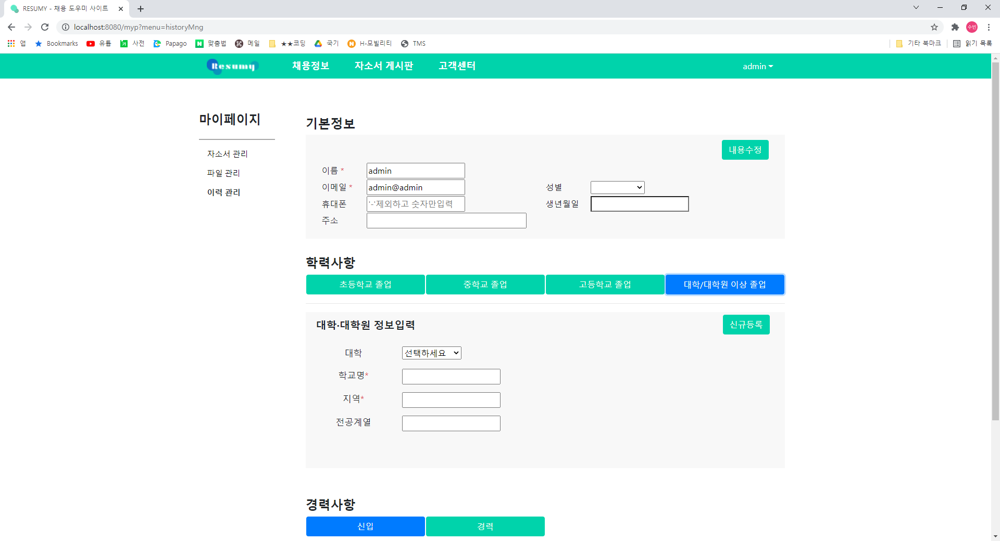 RESUMY - 채용 도우미 사이트
localhost:8080/myp?menu=historyMng
수빈
앱 Bookmarks 유튭 사전 Papago 맞춤법 메일 ★★코딩 국기 H-모빌리티 TMS 기타 북마크 읽기 목록
Resumy 채용정보 자소서 게시판 고객센터 admin
마이페이지
자소서 관리
파일 관리
이력 관리
기본정보
내용수정
이름 * admin
이메일 * admin@admin 성별
휴대폰 '-'제외하고 숫자만입력 생년월일
주소
학력사항
초등학교 졸업 중학교 졸업 고등학교 졸업 대학/대학원 이상 졸업
대학·대학원 정보입력 신규등록
대학 선택하세요
학교명*
지역*
전공계열
경력사항
신입 경력